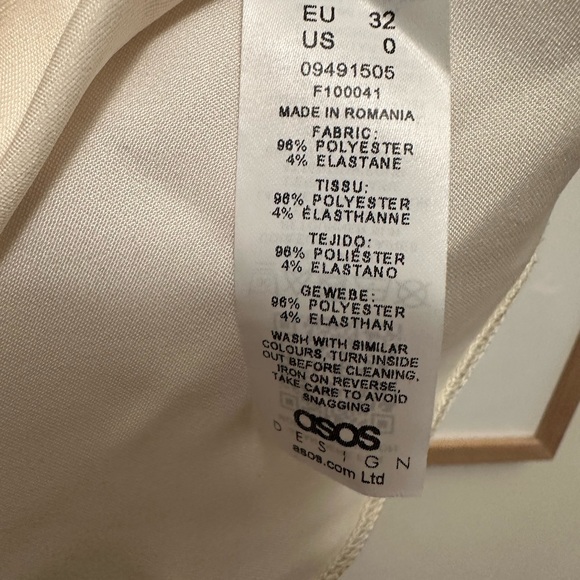 EU 32
US 0
09491505
F100041
MADE IN ROMANIA
FABRIC:
96% POLYESTER
4% ELASTANE
TISSU:
96% POLYESTER
4% ÉLASTHANNE
TEJIDO:
96% POLIÉSTER
4% ELASTANO
GEWEBE:
96% POLYESTER
4% ELASTHAN
WASH WITH SIMILAR
COLOURS, TURN INSIDE
OUT BEFORE CLEANING,
IRON ON REVERSE,
TAKE CARE TO AVOID
SNAGGING
asos
DESIGN
asos.com Ltd